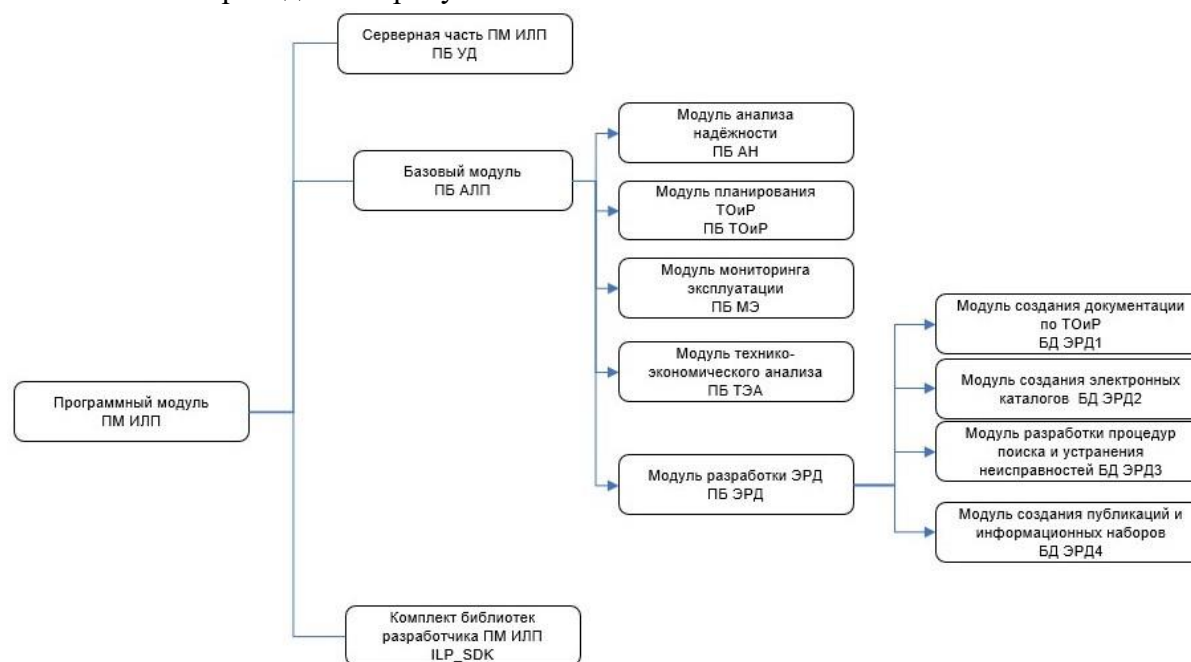 Серверная часть ПМ ИЛП
ПБ УД
Модуль анализа
надёжности
ПБ АН
Базовый модуль
ПБ АЛП
Модуль планирования
ТОиР
ПБ ТОиР
Модуль мониторинга
эксплуатации
ПБ МЭ
Модуль технико-
экономического анализа
ПБ ТЭА
Модуль разработки ЭРД
ПБ ЭРД
Модуль создания документации
по ТОиР
БД ЭРД1
Модуль создания электронных
каталогов БД ЭРД2
Модуль разработки процедур
поиска и устранения
неисправностей БД ЭРД3
Модуль создания публикаций и
информационных наборов
БД ЭРД4
Программный модуль
ПМ ИЛП
Комплект библиотек
разработчика ПМ ИЛП
ILP_SDK